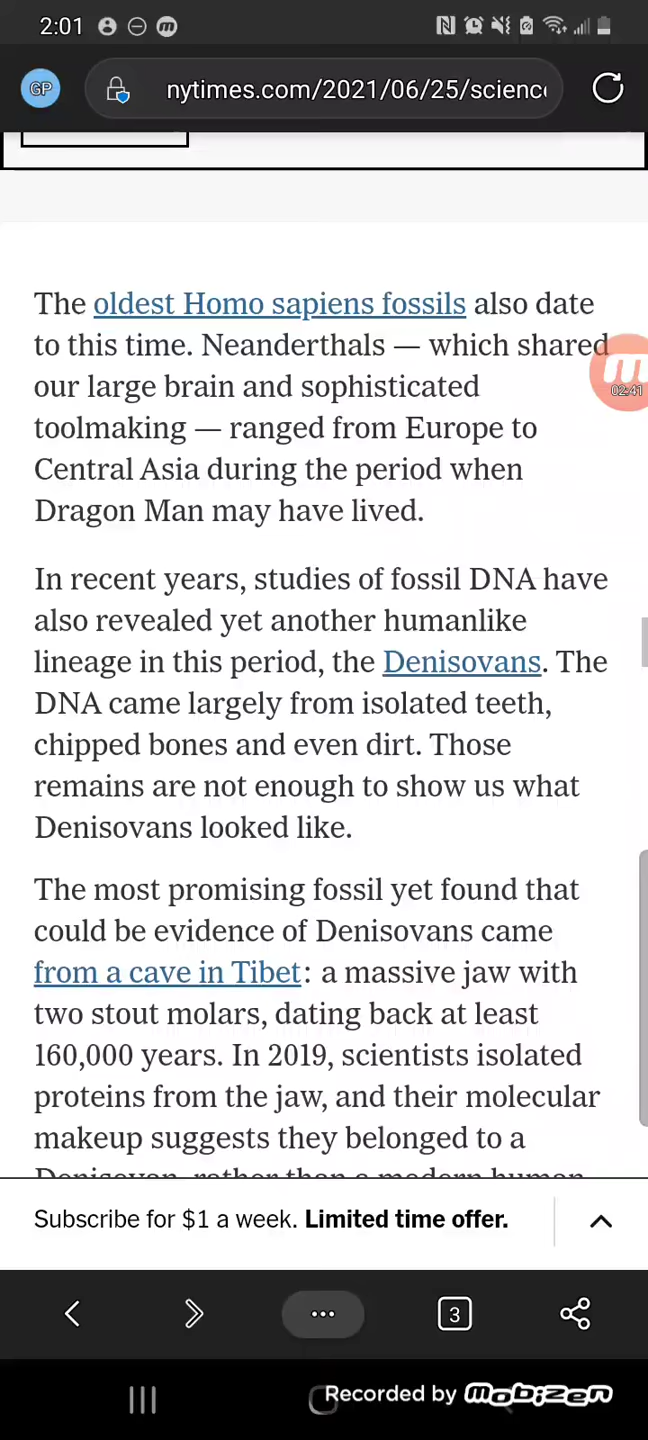 2:01
GP
nytimes.com/2021/06/25/science
The oldest Homo sapiens fossils also date
to this time. Neanderthals — which shared
our large brain and sophisticated
02:41
toolmaking — ranged from Europe to
Central Asia during the period when
Dragon Man may have lived.
In recent years, studies of fossil DNA have
also revealed yet another humanlike
lineage in this period, the Denisovans. The
DNA came largely from isolated teeth,
chipped bones and even dirt. Those
remains are not enough to show us what
Denisovans looked like.
The most promising fossil yet found that
could be evidence of Denisovans came
from a cave in Tibet: a massive jaw with
two stout molars, dating back at least
160,000 years. In 2019, scientists isolated
proteins from the jaw, and their molecular
makeup suggests they belonged to a
Denisovan, rather than a modern human
Subscribe for $1 a week. Limited time offer.
3
Recorded by Mobizen